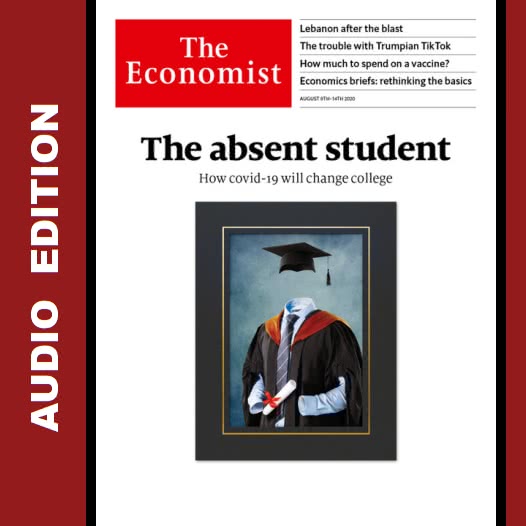 AUDIO EDITION
The
Economist
Lebanon after the blast
The trouble with Trumpian TikTok
How much to spend on a vaccine?
Economics briefs: rethinking the basics
AUGUST 8TH–14TH 2020
The absent student
How covid-19 will change college